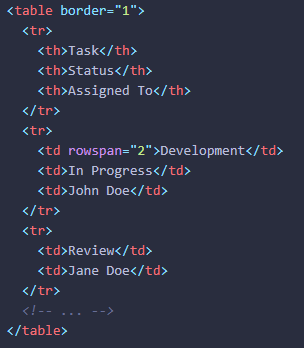 <table border="1">
  <tr>
    <th>Task</th>
    <th>Status</th>
    <th>Assigned To</th>
  </tr>
  <tr>
    <td rowspan="2">Development</td>
    <td>In Progress</td>
    <td>John Doe</td>
  </tr>
  <tr>
    <td>Review</td>
    <td>Jane Doe</td>
  </tr>
  <!-- ... -->
</table>